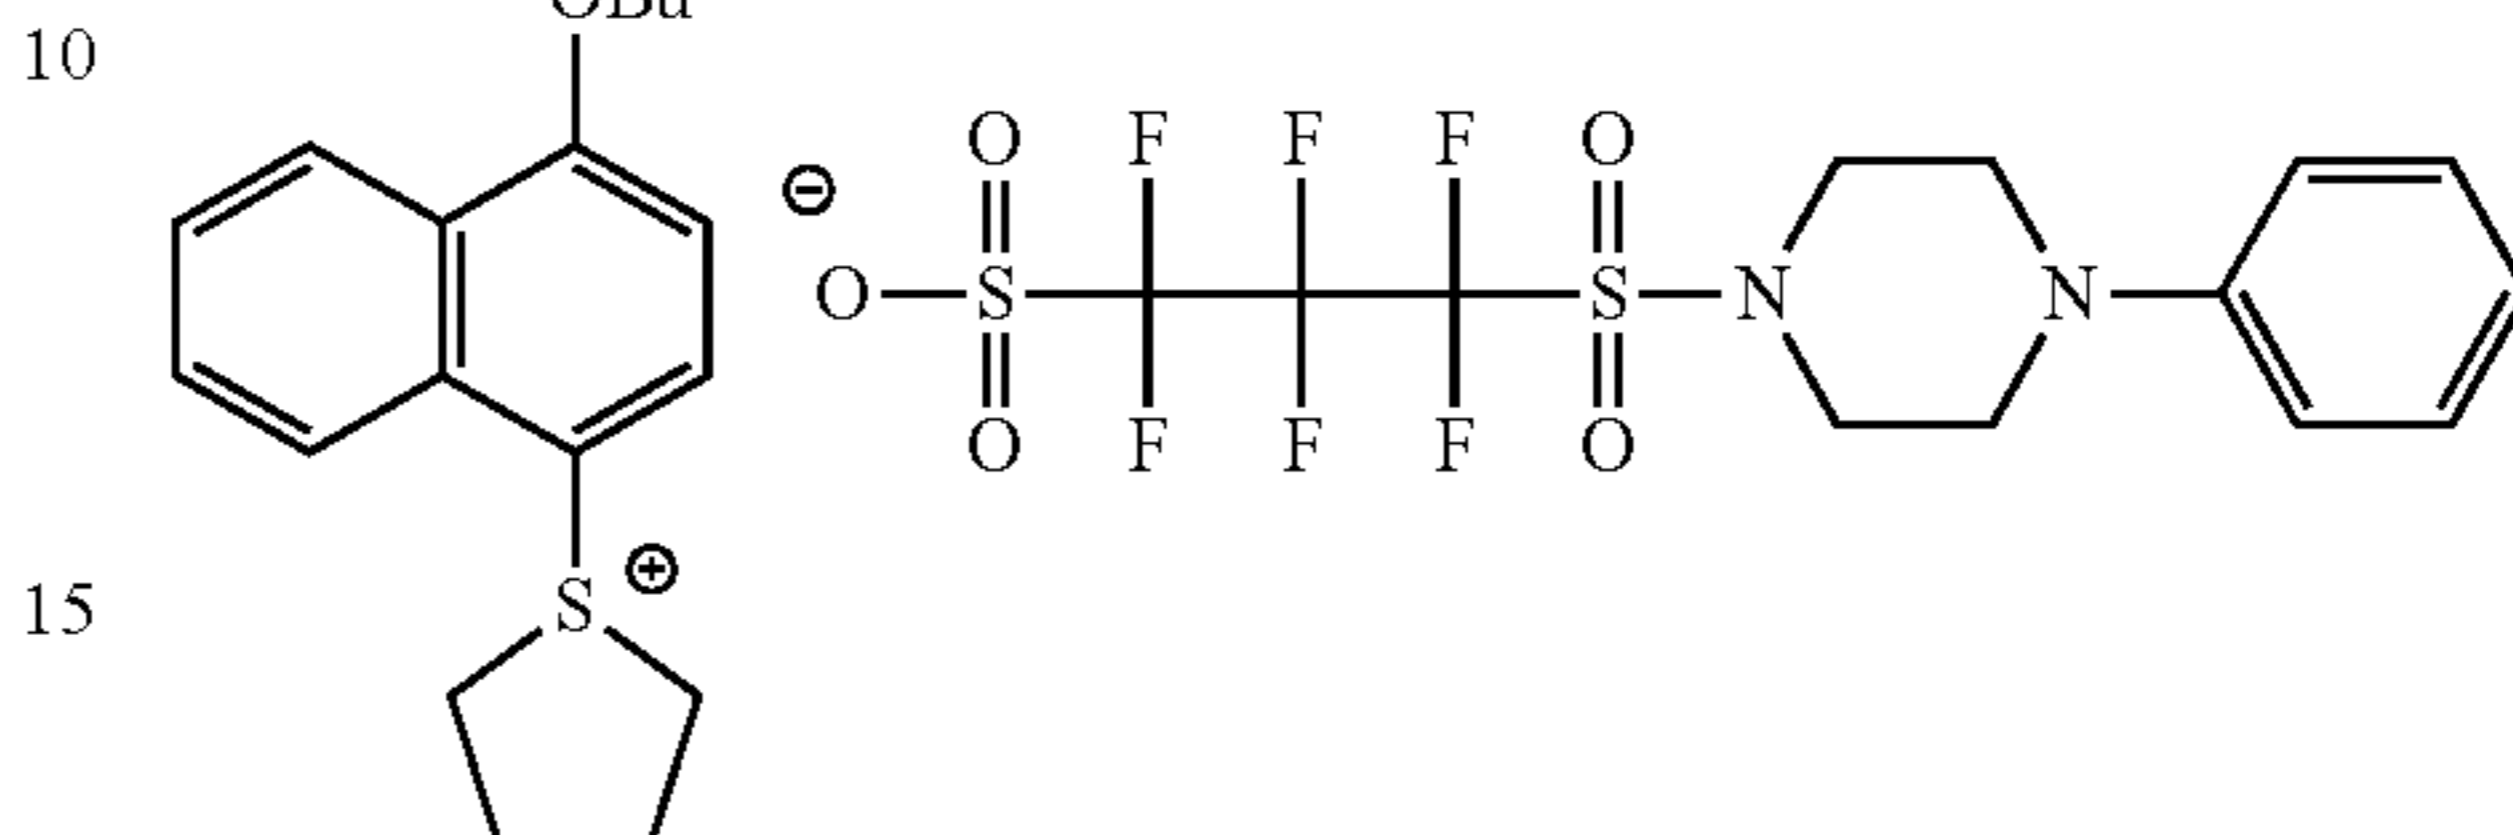 OBu
10
O F F F O
⊖
O S S N N
O F F F O
⊕
15 S